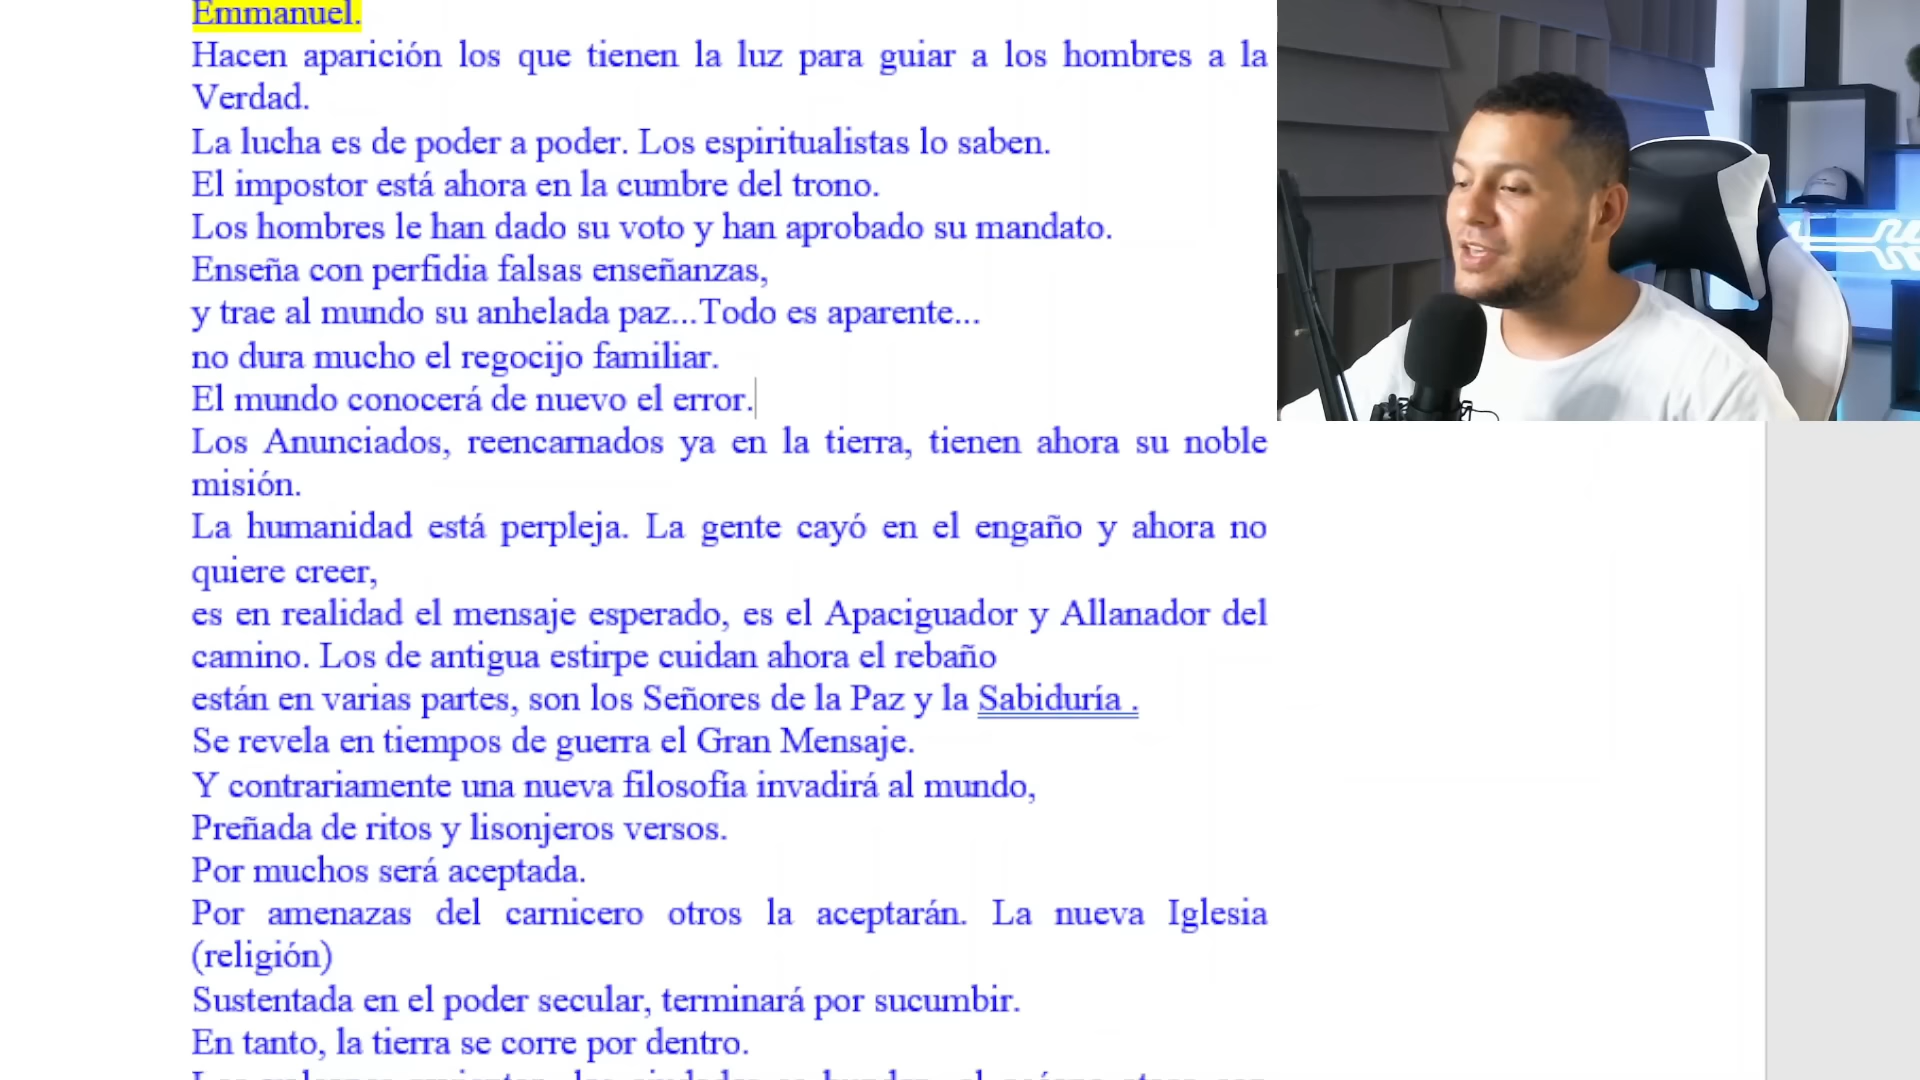 Emmanuel.
Hacen aparición los que tienen la luz para guiar a los hombres a la
Verdad.
La lucha es de poder a poder. Los espiritualistas lo saben.
El impostor está ahora en la cumbre del trono.
Los hombres le han dado su voto y han aprobado su mandato.
Enseña con perfidia falsas enseñanzas,
y trae al mundo su anhelada paz...Todo es aparente...
no dura mucho el regocijo familiar.
El mundo conocerá de nuevo el error.
Los Anunciados, reencarnados ya en la tierra, tienen ahora su noble
misión.
La humanidad está perpleja. La gente cayó en el engaño y ahora no
quiere creer,
es en realidad el mensaje esperado, es el Apaciguador y Allanador del
camino. Los de antigua estirpe cuidan ahora el rebaño
están en varias partes, son los Señores de la Paz y la Sabiduría .
Se revela en tiempos de guerra el Gran Mensaje.
Y contrariamente una nueva filosofía invadirá al mundo,
Preñada de ritos y lisonjeros versos.
Por muchos será aceptada.
Por amenazas del carnicero otros la aceptarán. La nueva Iglesia
(religión)
Sustentada en el poder secular, terminará por sucumbir.
En tanto, la tierra se corre por dentro.